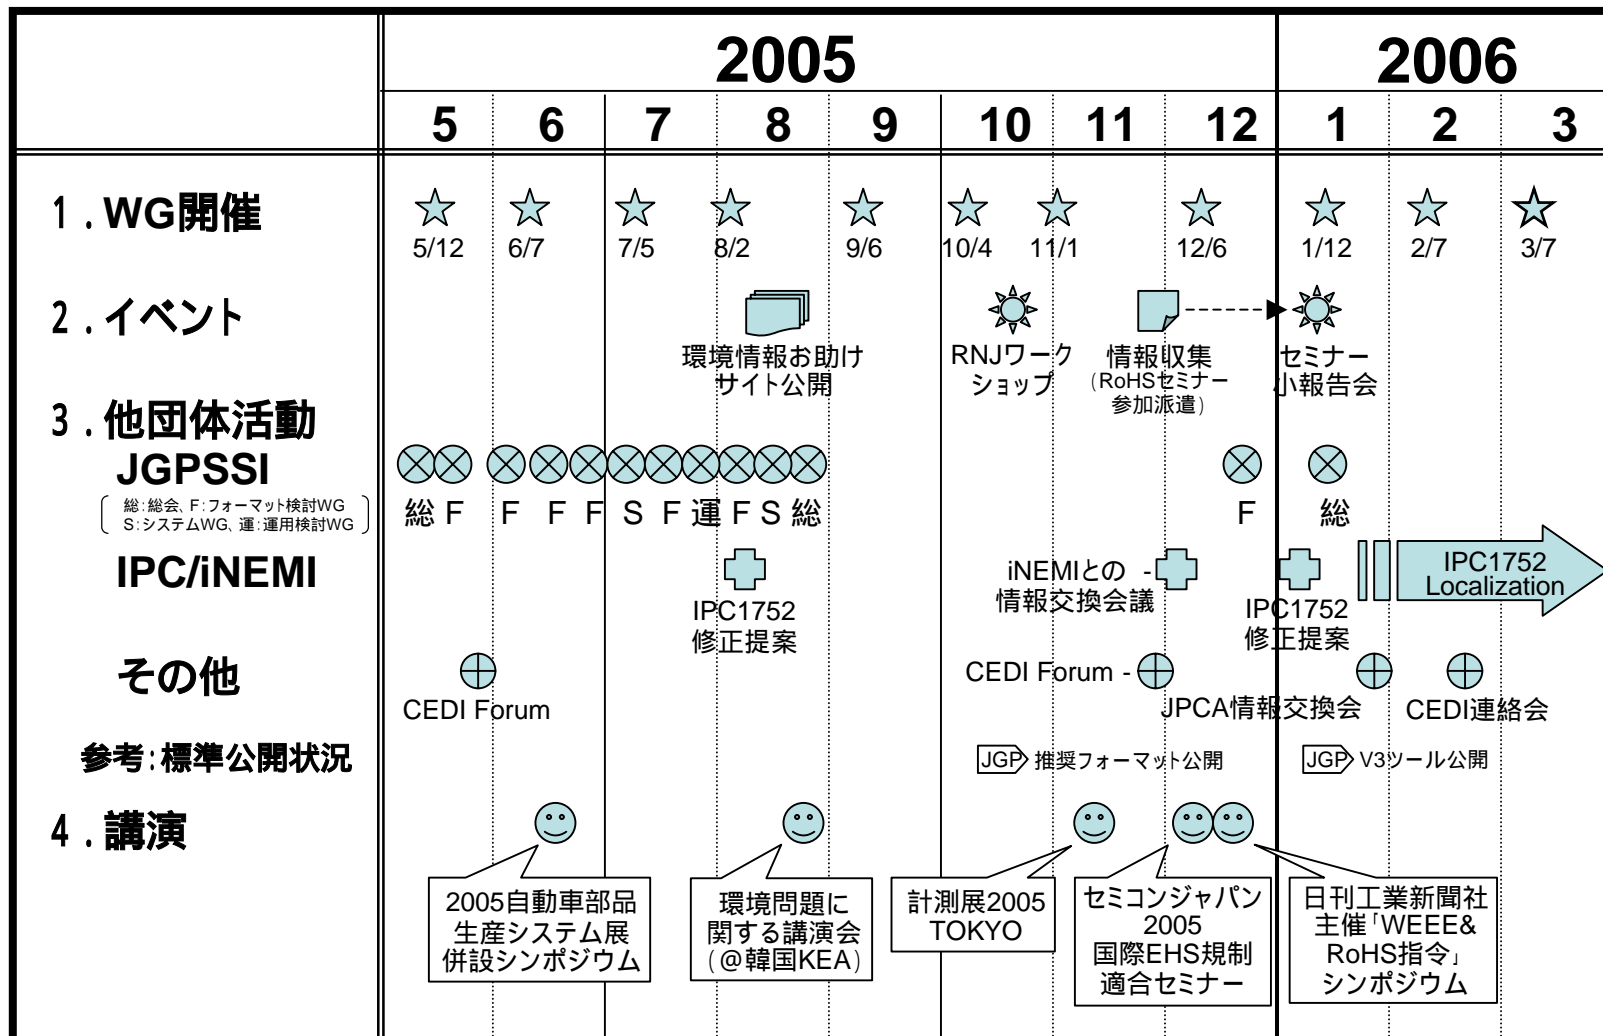 2005
2006
5 6 7 8 9 10 11 12 1 2 3
1.WG開催
5/12 6/7 7/5 8/2 9/6 10/4 11/1 12/6 1/12 2/7 3/7
2.イベント
環境情報お助け
サイト公開
RNJワーク
ショップ
情報収集
(RoHSセミナー
参加派遣)
セミナー
小報告会
3.他団体活動
JGPSSI
総:総会、F:フォーマット検討WG
S:システムWG、運:運用検討WG
総 F F F F S F 運 F S 総 F 総
IPC/iNEMI
IPC1752
修正提案
iNEMIとの -
情報交換会議
IPC1752
修正提案
IPC1752
Localization
その他
CEDI Forum
CEDI Forum -
JPCA情報交換会
CEDI連絡会
参考:標準公開状況
JGP 推奨フォーマット公開
JGP V3ツール公開
4.講演
2005自動車部品
生産システム展
併設シンポジウム
環境問題に
関する講演会
(@韓国KEA)
計測展2005
TOKYO
セミコンジャパン
2005
国際EHS規制
適合セミナー
日刊工業新聞社
主催「WEEE&
RoHS指令」
シンポジウム